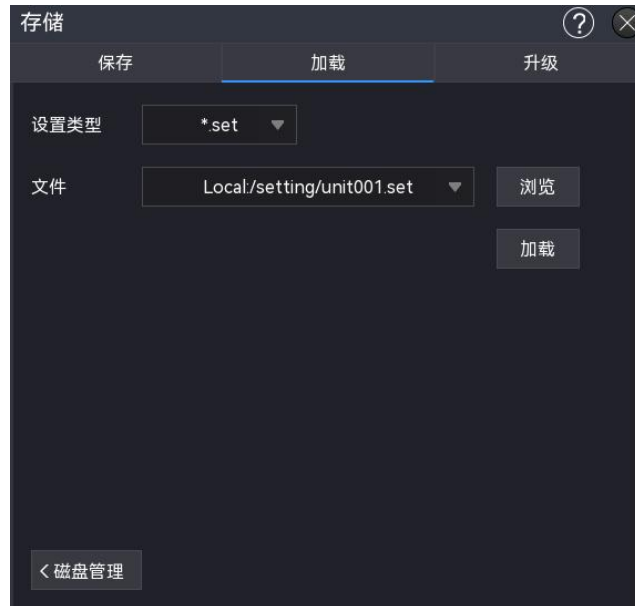 存储
保存 加载 升级
设置类型 *.set
文件 Local:/setting/unit001.set 浏览
加载
磁盘管理